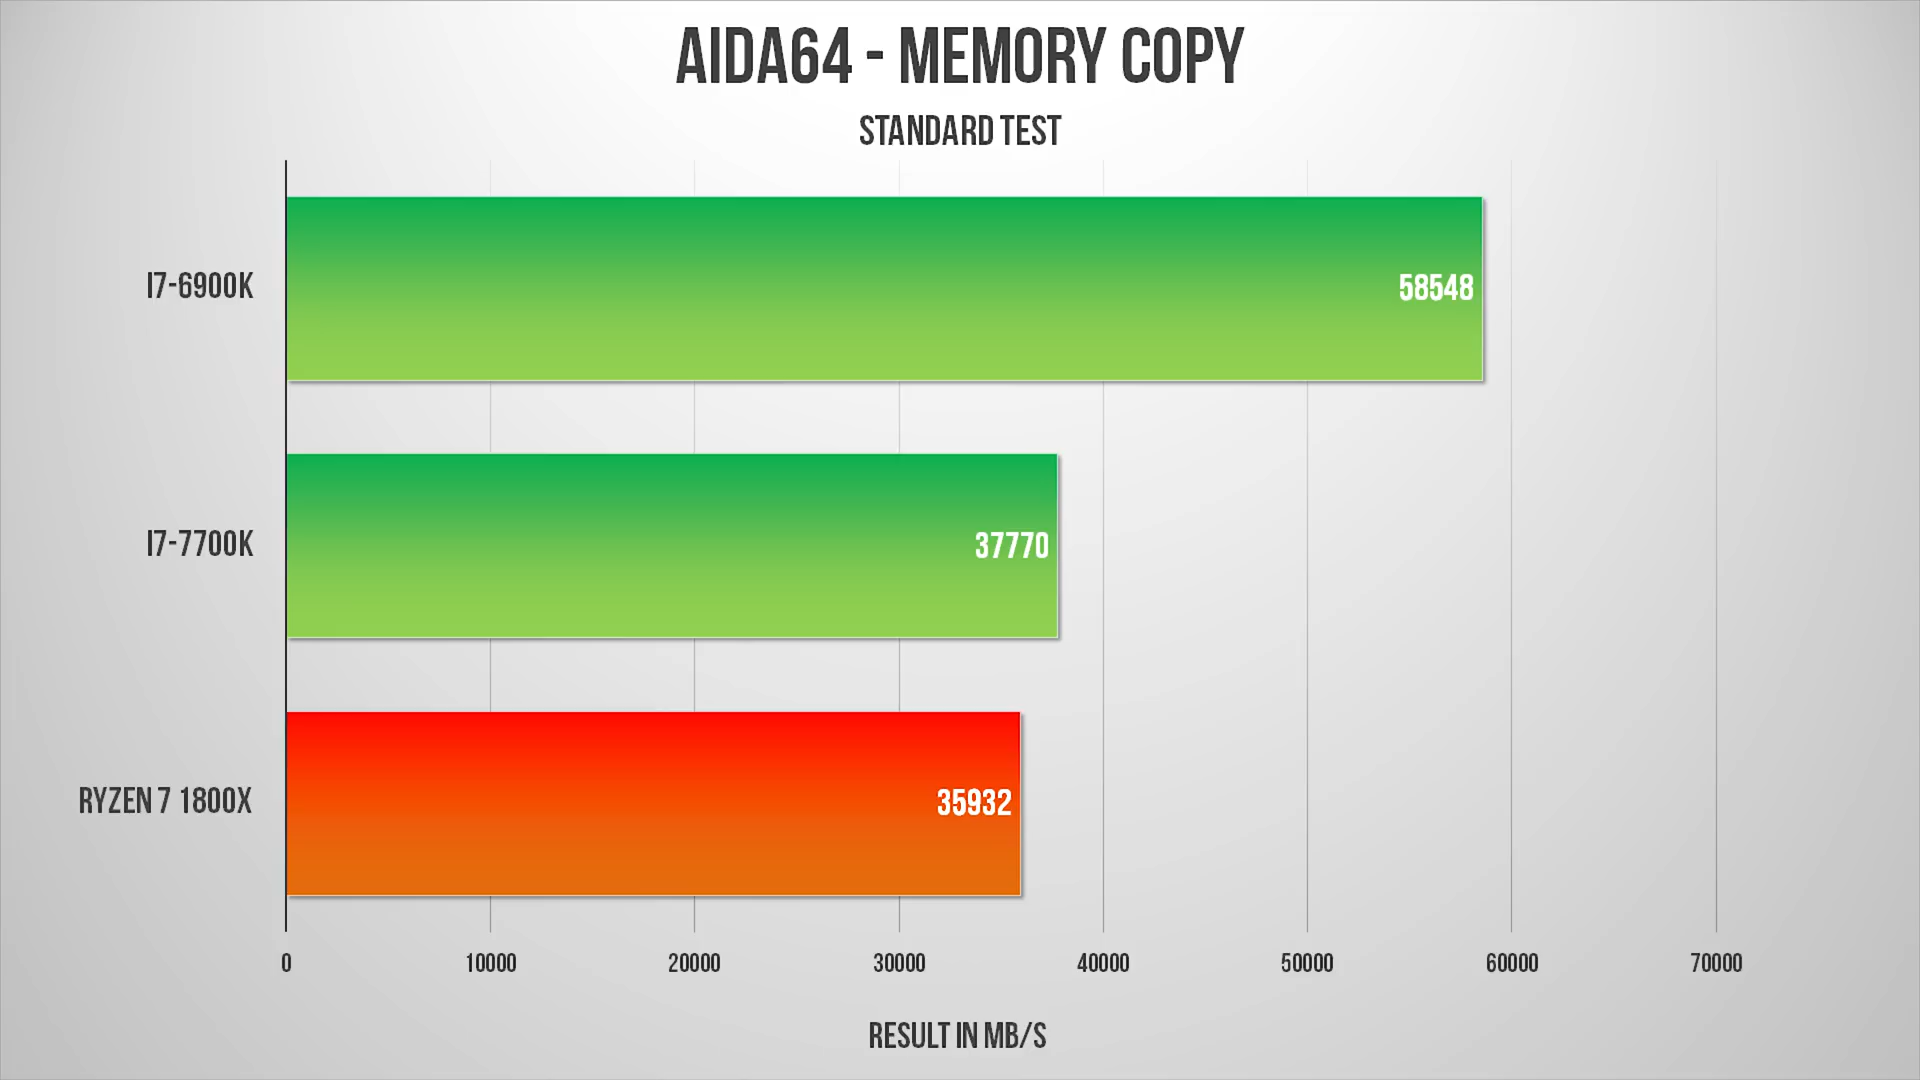 AIDA64 - MEMORY COPY
STANDARD TEST
I7-6900K
58548
I7-7700K
37770
RYZEN 7 1800X
35932
0 10000 20000 30000 40000 50000 60000 70000
RESULT IN MB/S